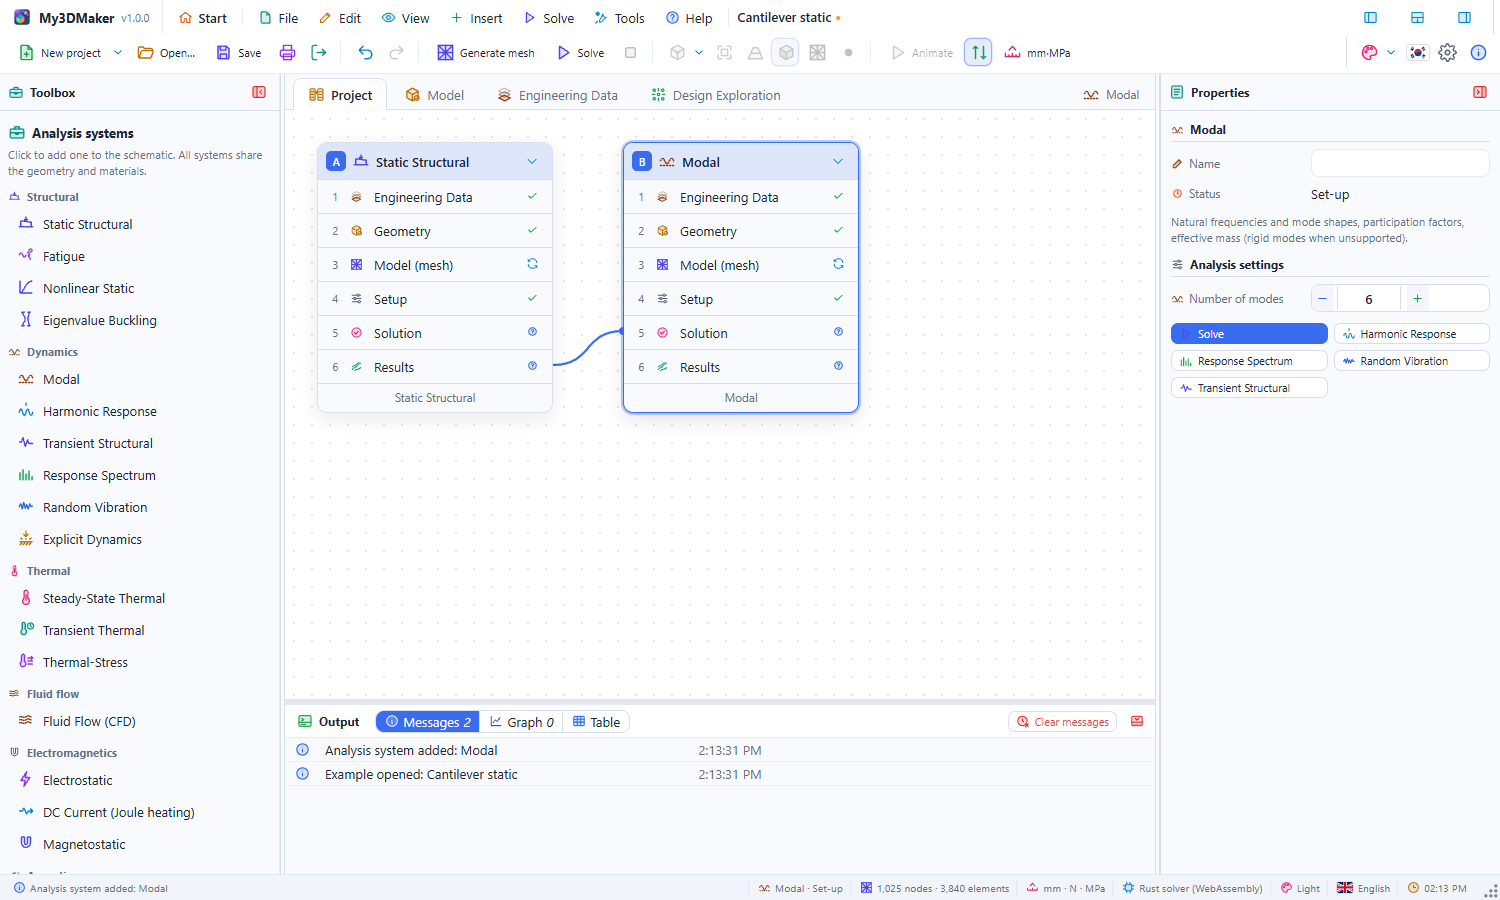 My3DMaker v1.0.0 Start File Edit View Insert Solve Tools Help Cantilever static
New project Open... Save Generate mesh Solve Animate mm·MPa
Toolbox
Analysis systems
Click to add one to the schematic. All systems share
the geometry and materials.
Structural
Static Structural
Fatigue
Nonlinear Static
Eigenvalue Buckling
Dynamics
Modal
Harmonic Response
Transient Structural
Response Spectrum
Random Vibration
Explicit Dynamics
Thermal
Steady-State Thermal
Transient Thermal
Thermal-Stress
Fluid flow
Fluid Flow (CFD)
Electromagnetics
Electrostatic
DC Current (Joule heating)
Magnetostatic
Project Model Engineering Data Design Exploration Modal
A Static Structural
1 Engineering Data
2 Geometry
3 Model (mesh)
4 Setup
5 Solution
6 Results
Static Structural
B Modal
1 Engineering Data
2 Geometry
3 Model (mesh)
4 Setup
5 Solution
6 Results
Modal
Output Messages 2 Graph 0 Table Clear messages
Analysis system added: Modal 2:13:31 PM
Example opened: Cantilever static 2:13:31 PM
Properties
Modal
Name
Status Set-up
Natural frequencies and mode shapes, participation factors,
effective mass (rigid modes when unsupported).
Analysis settings
Number of modes − 6 +
Solve Harmonic Response
Response Spectrum Random Vibration
Transient Structural
Analysis system added: Modal Modal · Set-up 1,025 nodes · 3,840 elements mm · N · MPa Rust solver (WebAssembly) Light English 02:13 PM